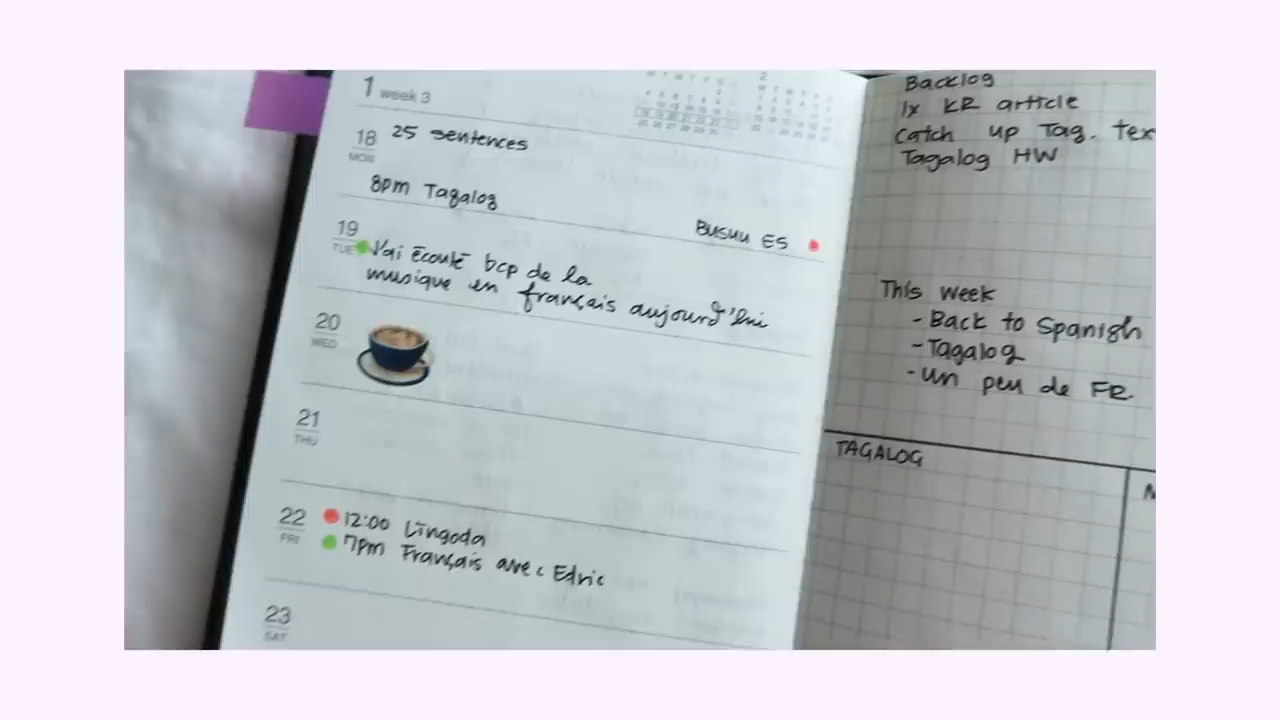 1 week 3
2
18 25 sentences
MON
8pm Tagalog
BUSUU ES
19
TUE J'ai écouté bcp de la
musique en français aujourd'hui
20
WED
21
THU
22 12:00 Lingoda
FRI 7pm Français avec Edric
23
SAT
Backlog
1x KR article
Catch up Tag. tex
Tagalog HW
This week
- Back to Spanish
- Tagalog
- un peu de FR.
TAGALOG